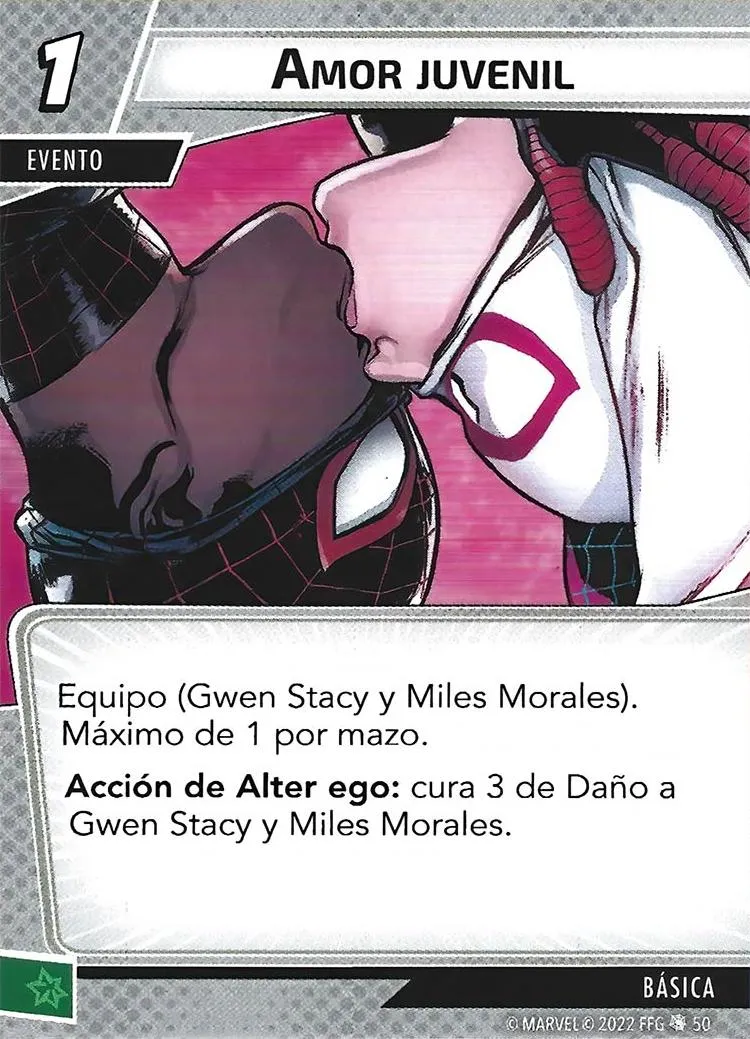 1
AMOR JUVENIL
EVENTO
Equipo (Gwen Stacy y Miles Morales).
Máximo de 1 por mazo.
Acción de Alter ego: cura 3 de Daño a
Gwen Stacy y Miles Morales.
BÁSICA
© MARVEL © 2022 FFG 50